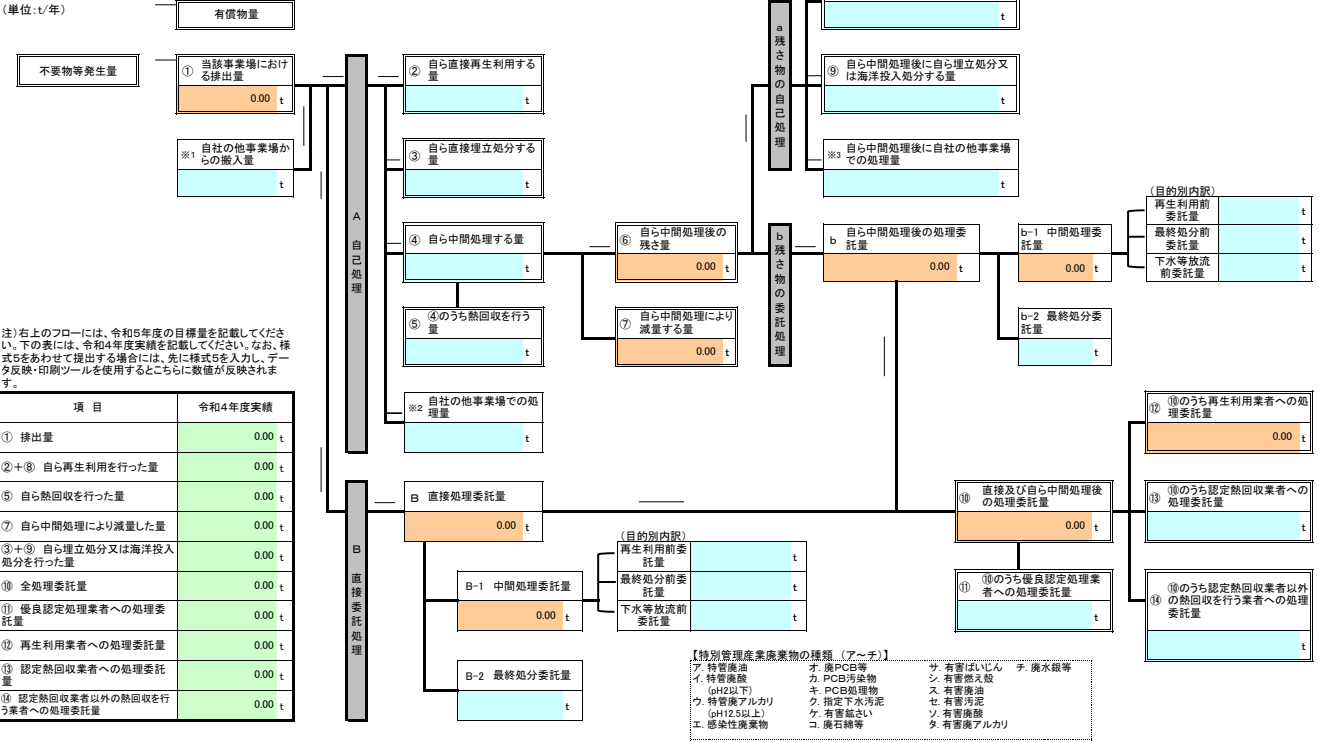 (単位:t/年)
有償物量
t
a 残さ物の自己処理
不要物等発生量
① 当該事業場におけ
る排出量
0.00 t
② 自ら直接再生利用する
量
t
⑨ 自ら中間処理後に自ら埋立処分又
は海洋投入処分する量
t
※1 自社の他事業場か
らの搬入量
t
③ 自ら直接埋立処分する
量
t
※3 自ら中間処理後に自社の他事業場
での処理量
t
A 自己処理
④ 自ら中間処理する量
t
⑥ 自ら中間処理後の
残さ量
0.00 t
b 残さ物の委託処理
b 自ら中間処理後の処理委
託量
0.00 t
b-1 中間処理委
託量
0.00 t
(目的別内訳)
再生利用前
委託量 t
最終処分前
委託量 t
下水等放流
前委託量 t
⑤ ④のうち熱回収を行う
量
t
⑦ 自ら中間処理により
減量する量
0.00 t
b-2 最終処分委
託量
t
※2 自社の他事業場での処
理量
t
注)右上のフローには、令和5年度の目標量を記載してくださ
い。下の表には、令和4年度実績を記載してください。なお、様
式5をあわせて提出する場合には、先に様式5を入力し、デー
タ反映・印刷ツールを使用するとこちらに数値が反映されま
す。
項 目 令和4年度実績
① 排出量 0.00 t
②+⑧ 自ら再生利用を行った量 0.00 t
⑤ 自ら熱回収を行った量 0.00 t
⑦ 自ら中間処理により減量した量 0.00 t
③+⑨ 自ら埋立処分又は海洋投入
処分を行った量 0.00 t
⑩ 全処理委託量 0.00 t
⑪ 優良認定処理業者への処理委
託量 0.00 t
⑫ 再生利用業者への処理委託量 0.00 t
⑬ 認定熱回収業者への処理委託
量 0.00 t
⑭ 認定熱回収業者以外の熱回収を行
う業者への処理委託量 0.00 t
B 直接委託処理
B 直接処理委託量
0.00 t
B-1 中間処理委託量
0.00 t
(目的別内訳)
再生利用前委
託量 t
最終処分前委
託量 t
下水等放流前
委託量 t
B-2 最終処分委託量
t
⑩ 直接及び自ら中間処理後
の処理委託量
0.00 t
⑪ ⑩のうち優良認定処理業
者への処理委託量
t
⑫ ⑩のうち再生利用業者への処
理委託量
0.00 t
⑬ ⑩のうち認定熱回収業者への
処理委託量
t
⑭ ⑩のうち認定熱回収業者以外
の熱回収を行う業者への処理
委託量
t
【特別管理産業廃棄物の種類 (ア~チ)】
ア. 特管廃油 オ. 廃PCB等 サ. 有害ばいじん チ. 廃水銀等
イ. 特管廃酸 カ. PCB汚染物 シ. 有害燃え殻
(pH2以下) キ. PCB処理物 ス. 有害廃油
ウ. 特管廃アルカリ ク. 指定下水汚泥 セ. 有害汚泥
(pH12.5以上) ケ. 有害鉱さい ソ. 有害廃酸
エ. 感染性廃棄物 コ. 廃石綿等 タ. 有害廃アルカリ